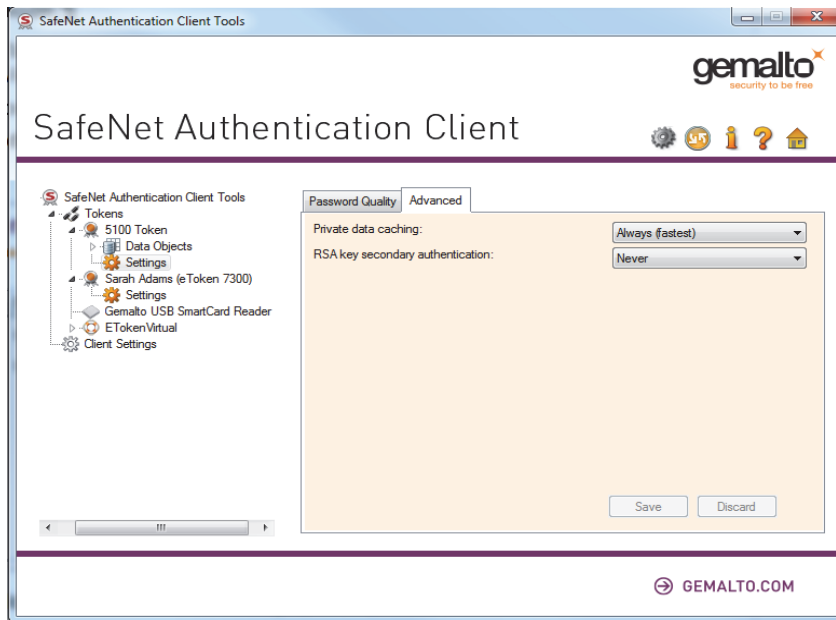 SafeNet Authentication Client Tools
gemalto
security to be free
SafeNet Authentication Client
SafeNet Authentication Client Tools
Tokens
5100 Token
Data Objects
Settings
Sarah Adams (eToken 7300)
Settings
Gemalto USB SmartCard Reader
ETokenVirtual
Client Settings
Password Quality Advanced
Private data caching: Always (fastest)
RSA key secondary authentication: Never
Save Discard
GEMALTO.COM